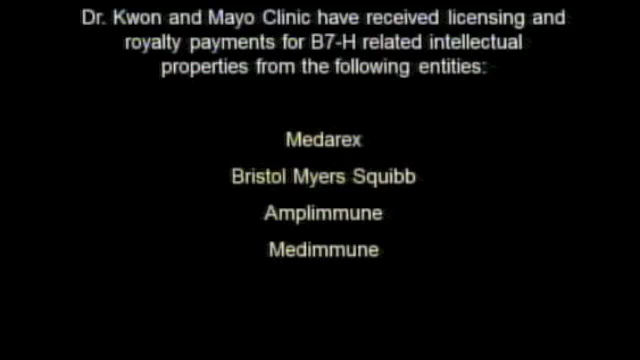 Dr. Kwon and Mayo Clinic have received licensing and
royalty payments for B7-H related intellectual
properties from the following entities:
Medarex
Bristol Myers Squibb
Amplimmune
Medimmune